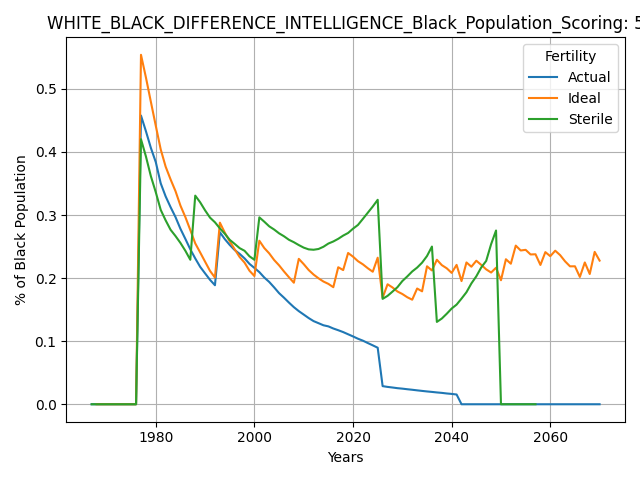 WHITE_BLACK_DIFFERENCE_INTELLIGENCE_Black_Population_Scoring: 5
Fertility
Actual
Ideal
Sterile
% of Black Population
0.5
0.4
0.3
0.2
0.1
0.0
1980 2000 2020 2040 2060
Years